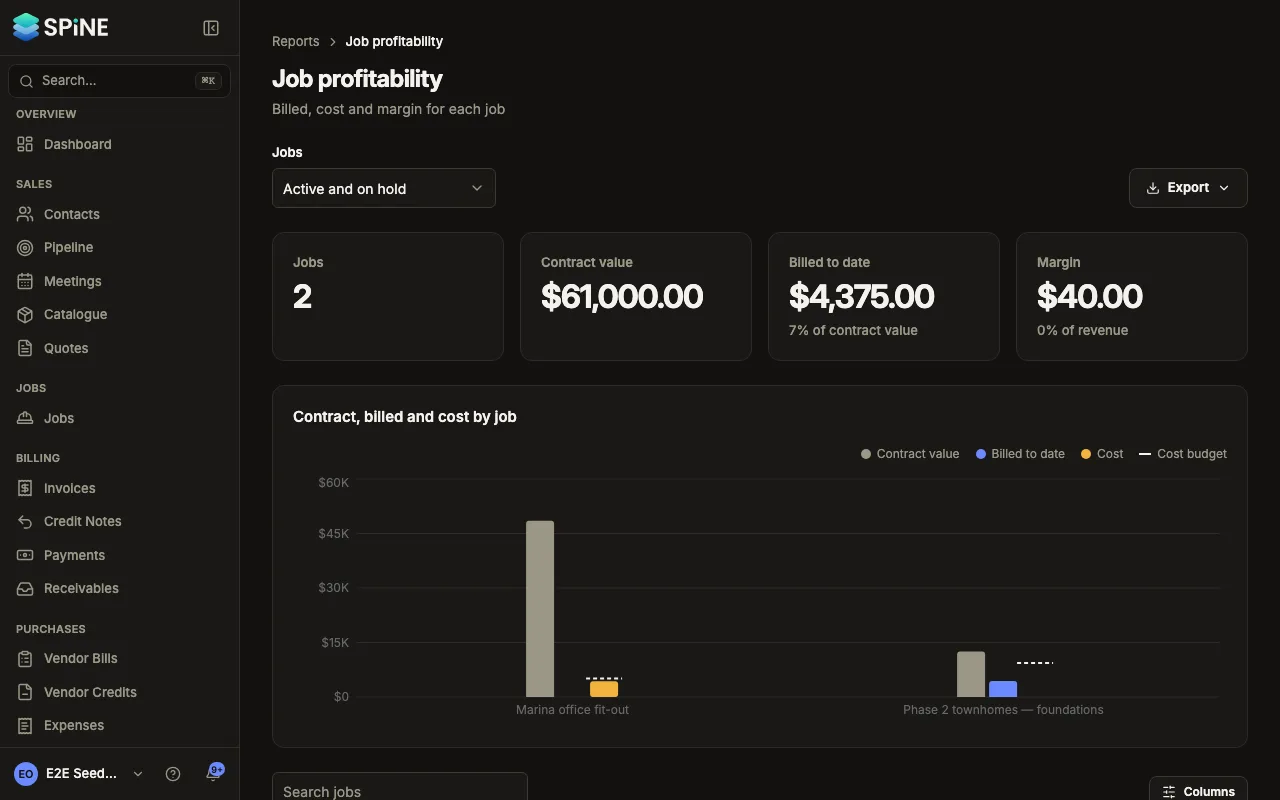 SPiNE
Search...
⌘K
OVERVIEW
Dashboard
SALES
Contacts
Pipeline
Meetings
Catalogue
Quotes
JOBS
Jobs
BILLING
Invoices
Credit Notes
Payments
Receivables
PURCHASES
Vendor Bills
Vendor Credits
Expenses
EO E2E Seed...
9+
Reports > Job profitability
Job profitability
Billed, cost and margin for each job
Jobs
Active and on hold
Export
Jobs
2
Contract value
$61,000.00
Billed to date
$4,375.00
7% of contract value
Margin
$40.00
0% of revenue
Contract, billed and cost by job
Contract value Billed to date Cost Cost budget
$60K
$45K
$30K
$15K
$0
Marina office fit-out
Phase 2 townhomes — foundations
Search jobs
Columns